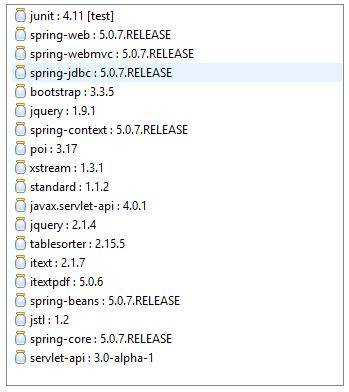 junit : 4.11 [test]
spring-web : 5.0.7.RELEASE
spring-webmvc : 5.0.7.RELEASE
spring-jdbc : 5.0.7.RELEASE
bootstrap : 3.3.5
jquery : 1.9.1
spring-context : 5.0.7.RELEASE
poi : 3.17
xstream : 1.3.1
standard : 1.1.2
javax.servlet-api : 4.0.1
jquery : 2.1.4
tablesorter : 2.15.5
itext : 2.1.7
itextpdf : 5.0.6
spring-beans : 5.0.7.RELEASE
jstl : 1.2
spring-core : 5.0.7.RELEASE
servlet-api : 3.0-alpha-1